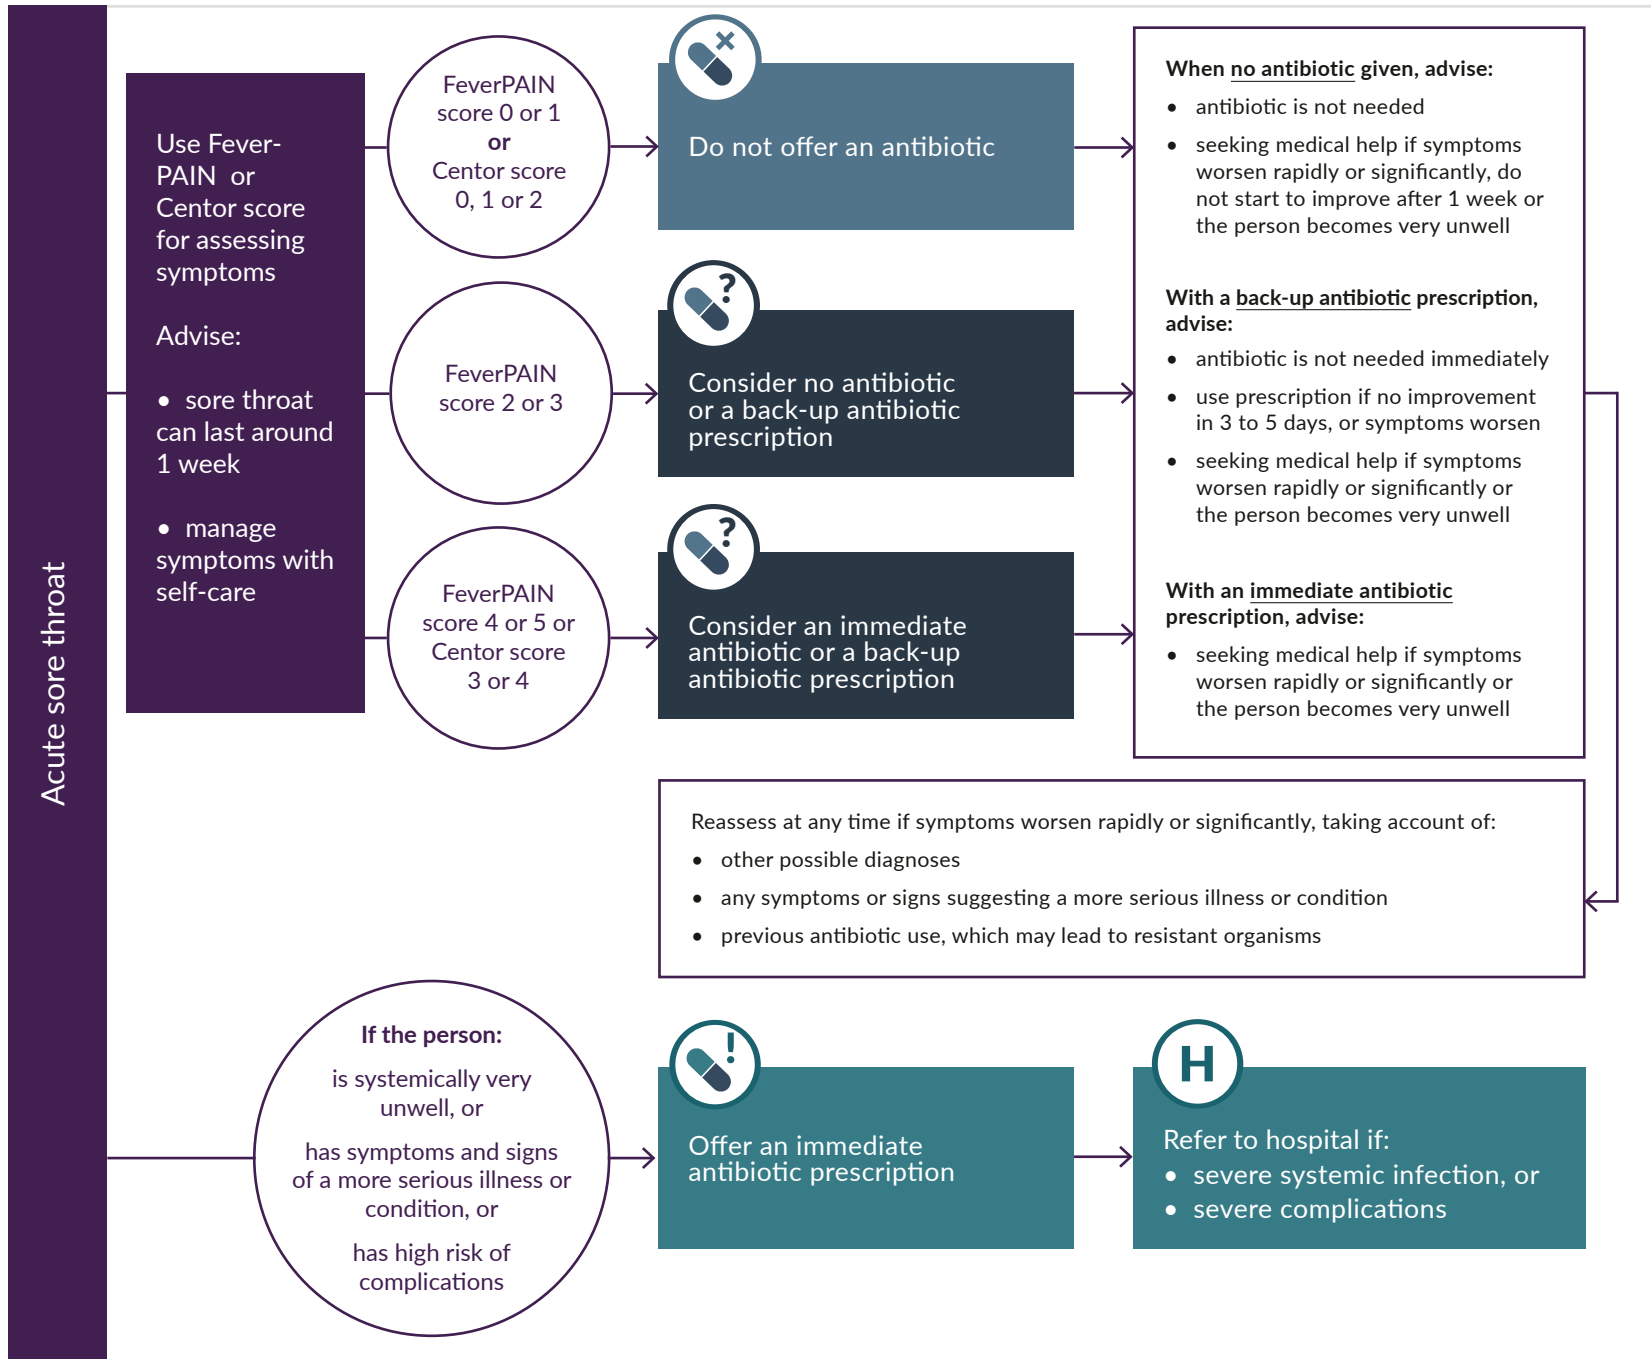 Acute sore throat
Use Fever-
PAIN or
Centor score
for assessing
symptoms
Advise:
• sore throat
can last around
1 week
• manage
symptoms with
self-care
FeverPAIN
score 0 or 1
or
Centor score
0, 1 or 2
Do not offer an antibiotic
FeverPAIN
score 2 or 3
Consider no antibiotic
or a back-up antibiotic
prescription
FeverPAIN
score 4 or 5 or
Centor score
3 or 4
Consider an immediate
antibiotic or a back-up
antibiotic prescription
When no antibiotic given, advise:
• antibiotic is not needed
• seeking medical help if symptoms
worsen rapidly or significantly, do
not start to improve after 1 week or
the person becomes very unwell
With a back-up antibiotic prescription,
advise:
• antibiotic is not needed immediately
• use prescription if no improvement
in 3 to 5 days, or symptoms worsen
• seeking medical help if symptoms
worsen rapidly or significantly or
the person becomes very unwell
With an immediate antibiotic
prescription, advise:
• seeking medical help if symptoms
worsen rapidly or significantly or
the person becomes very unwell
Reassess at any time if symptoms worsen rapidly or significantly, taking account of:
• other possible diagnoses
• any symptoms or signs suggesting a more serious illness or condition
• previous antibiotic use, which may lead to resistant organisms
If the person:
is systemically very
unwell, or
has symptoms and signs
of a more serious illness or
condition, or
has high risk of
complications
!
Offer an immediate
antibiotic prescription
H
Refer to hospital if:
• severe systemic infection, or
• severe complications